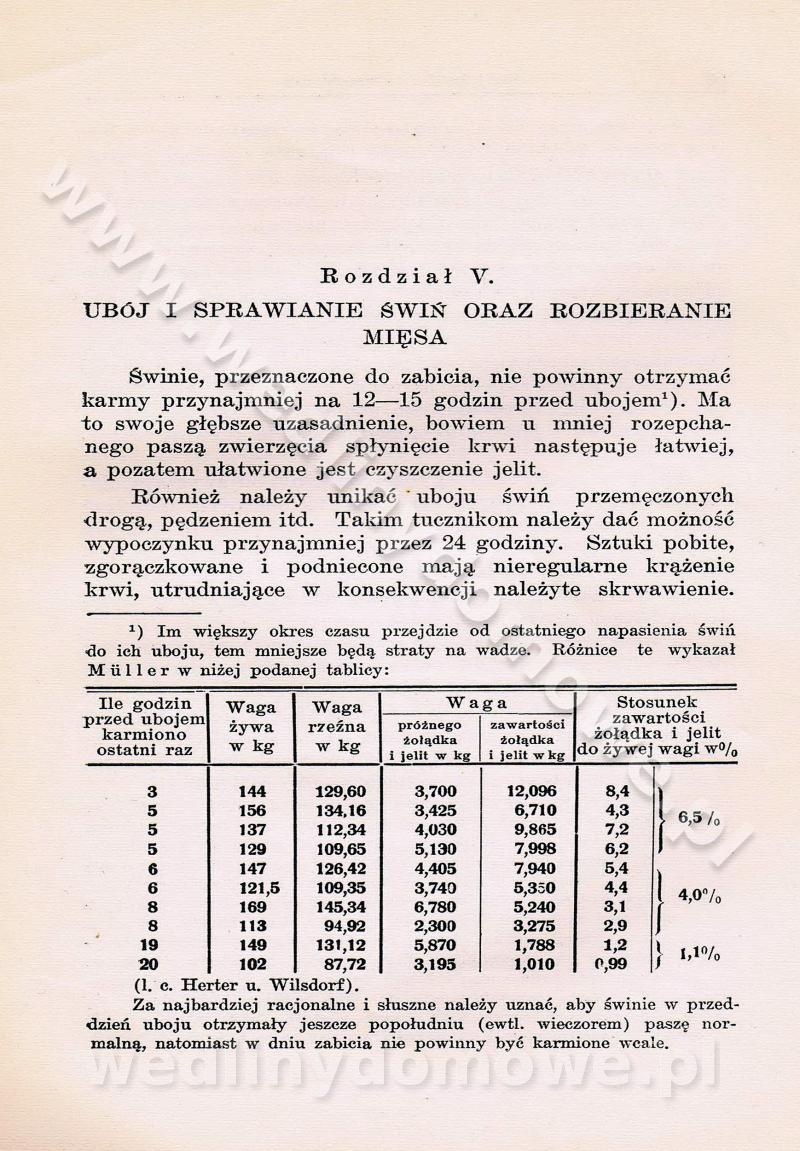 Rozdział V.
UBÓJ I SPRAWIANIE ŚWIŃ ORAZ ROZBIERANIE
MIĘSA
Świnie, przeznaczone do zabicia, nie powinny otrzymać
karmy przynajmniej na 12—15 godzin przed ubojem¹). Ma
to swoje głębsze uzasadnienie, bowiem u mniej rozepcha-
nego paszą zwierzęcia spłynięcie krwi następuje łatwiej,
a pozatem ułatwione jest czyszczenie jelit.
Również należy unikać uboju świń przemęczonych
drogą, pędzeniem itd. Takim tucznikom należy dać możność
wypoczynku przynajmniej przez 24 godziny. Sztuki pobite,
zgorączkowane i podniecone mają nieregularne krążenie
krwi, utrudniające w konsekwencji należyte skrwawienie.
¹) Im większy okres czasu przejdzie od ostatniego napasienia świń
do ich uboju, tem mniejsze będą straty na wadze. Różnice te wykazał
Müller w niżej podanej tablicy:
Ile godzin przed ubojem karmiono ostatni raz | Waga żywa w kg | Waga rzeźna w kg | Waga | próżnego żołądka i jelit w kg | zawartości żołądka i jelit w kg | Stosunek zawartości żołądka i jelit do żywej wagi w %
3 144 129,60 3,700 12,096 8,4
5 156 134,16 3,425 6,710 4,3 6,5 /₀
5 137 112,34 4,030 9,865 7,2
5 129 109,65 5,130 7,998 6,2
6 147 126,42 4,405 7,940 5,4
6 121,5 109,35 3,740 5,350 4,4 4,0%
8 169 145,34 6,780 5,240 3,1
8 113 94,92 2,300 3,275 2,9
19 149 131,12 5,870 1,788 1,2 1,1%
20 102 87,72 3,195 1,010 0,99
(l. c. Herter u. Wilsdorf).
Za najbardziej racjonalne i słuszne należy uznać, aby świnie w przed-
dzień uboju otrzymały jeszcze popołudniu (ewtl. wieczorem) paszę nor-
malną, natomiast w dniu zabicia nie powinny być karmione wcale.
www.wedlinydomowe.pl
wedlinydomowe.pl